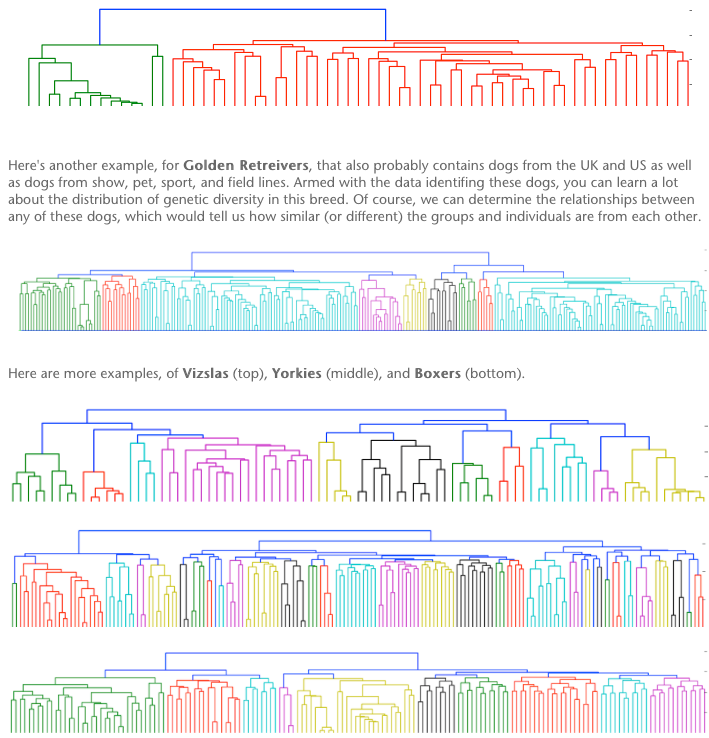 Here's another example, for Golden Retreivers, that also probably contains dogs from the UK and US as well
as dogs from show, pet, sport, and field lines. Armed with the data identifing these dogs, you can learn a lot
about the distribution of genetic diversity in this breed. Of course, we can determine the relationships between
any of these dogs, which would tell us how similar (or different) the groups and individuals are from each other.
Here are more examples, of Vizslas (top), Yorkies (middle), and Boxers (bottom).